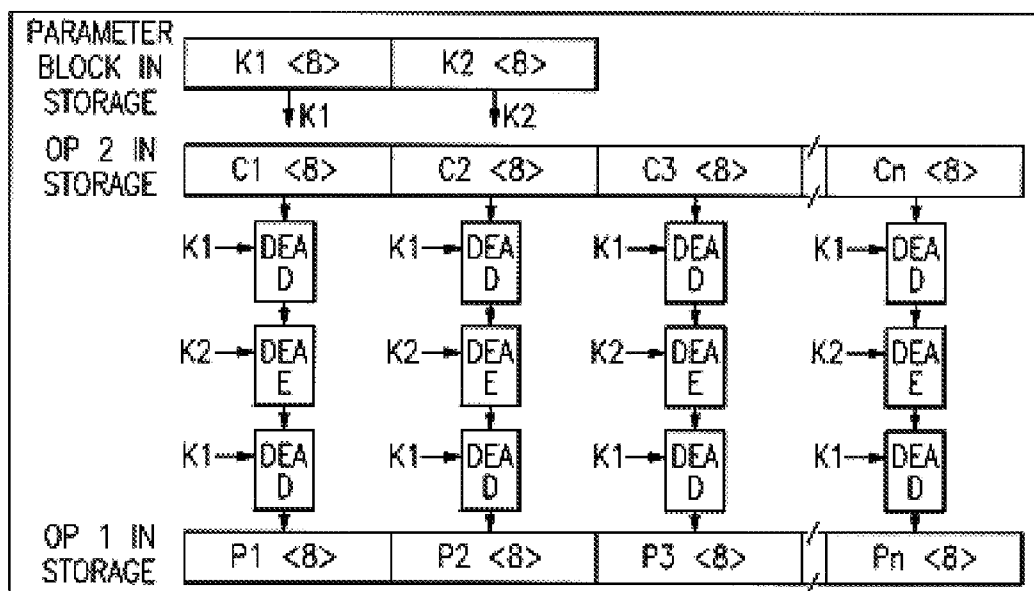 PARAMETER
BLOCK IN
STORAGE
K1 <8> K2 <8>
K1 K2
OP 2 IN
STORAGE
C1 <8> C2 <8> C3 <8> Cn <8>
K1 DEA K1 DEA K1 DEA K1 DEA
D D D D
K2 DEA K2 DEA K2 DEA K2 DEA
E E E E
K1 DEA K1 DEA K1 DEA K1 DEA
D D D D
OP 1 IN
STORAGE
P1 <8> P2 <8> P3 <8> Pn <8>